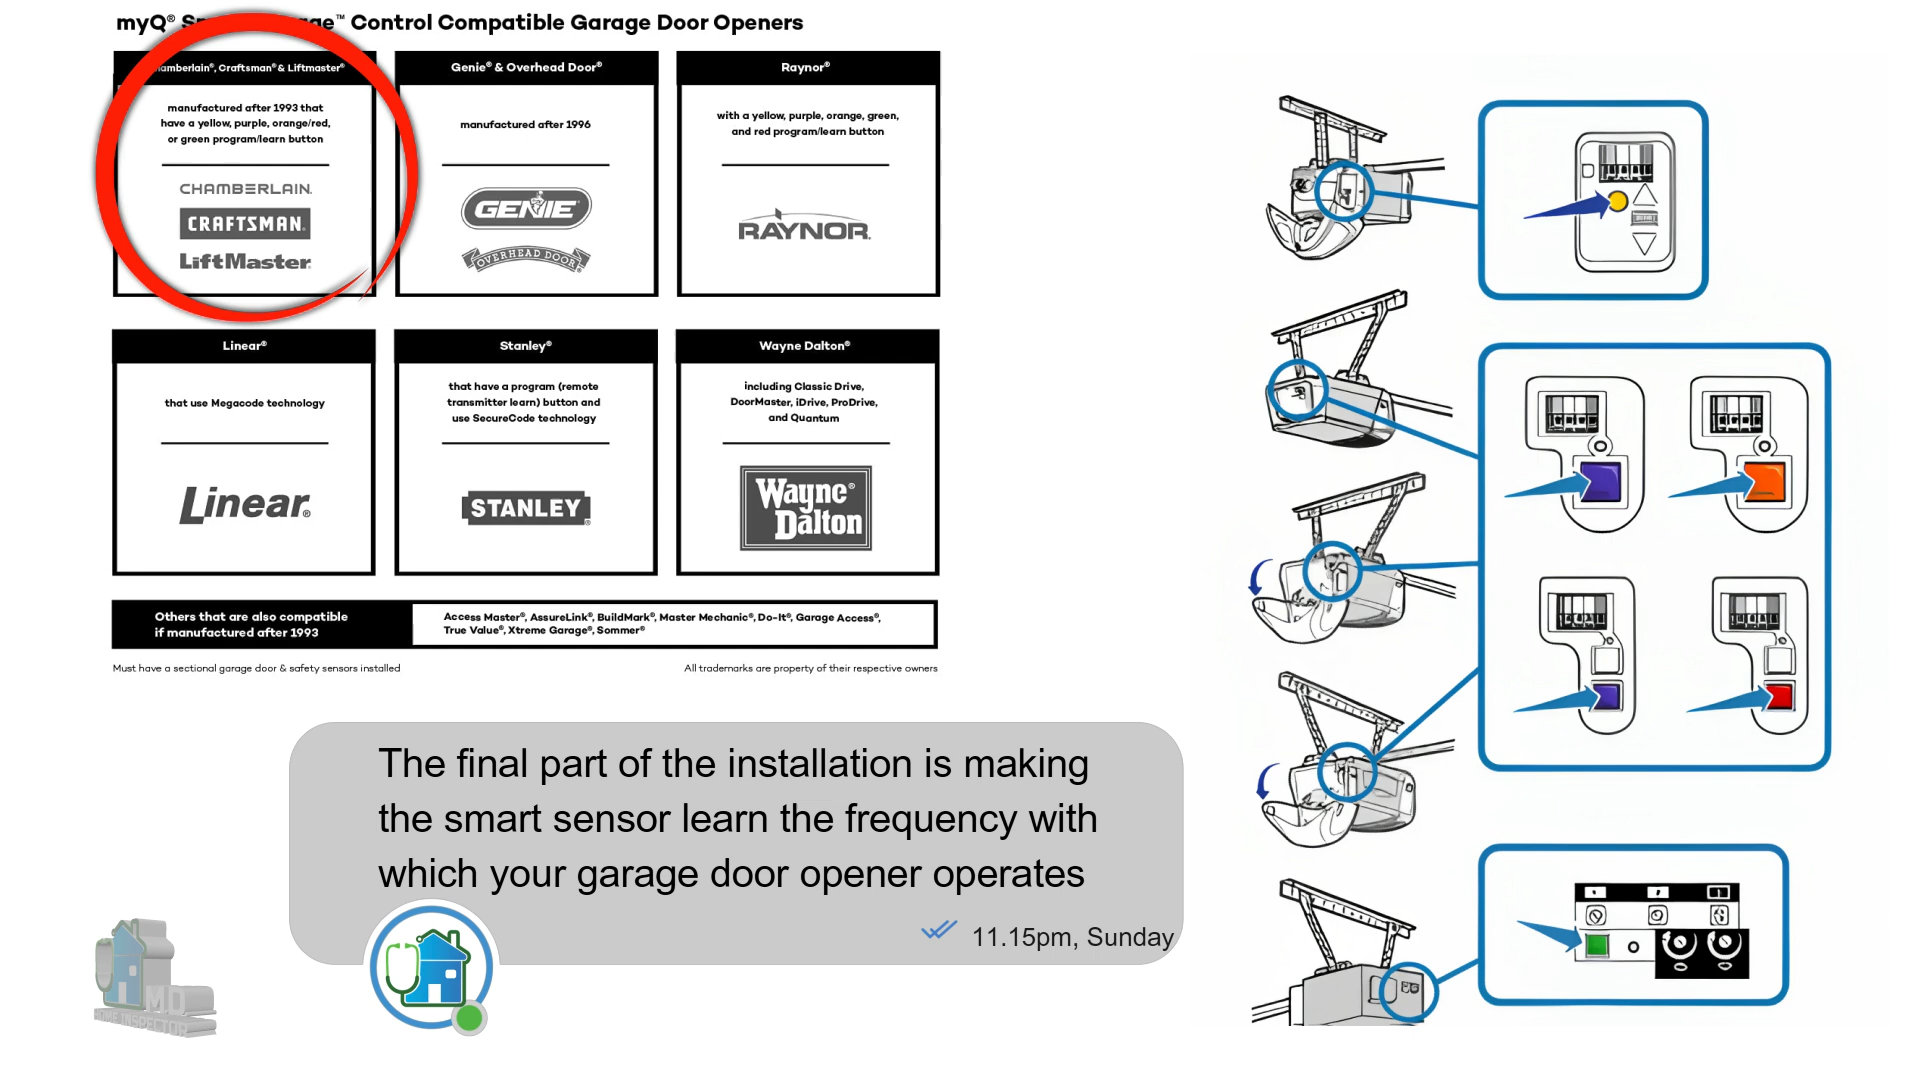 myQ® Control Compatible Garage Door Openers
Craftsman® & Liftmaster®
manufactured after 1993 that
have a yellow, purple, orange/red,
or green program/learn button
CHAMBERLAIN.
CRAFTSMAN.
LiftMaster.
Genie® & Overhead Door®
manufactured after 1996
GENIE®
OVERHEAD DOOR®
Raynor®
with a yellow, purple, orange, green,
and red program/learn button
RAYNOR.
Linear®
that use Megacode technology
Linear®
Stanley®
that have a program (remote
transmitter learn) button and
use SecureCode technology
STANLEY®
Wayne Dalton®
including Classic Drive,
DoorMaster, iDrive, ProDrive,
and Quantum
Wayne®
Dalton
Others that are also compatible
if manufactured after 1993
Access Master®, AssureLink®, BuildMark®, Master Mechanic®, Do-It®, Garage Access®,
True Value®, Xtreme Garage®, Sommer®
Must have a sectional garage door & safety sensors installed
All trademarks are property of their respective owners
The final part of the installation is making
the smart sensor learn the frequency with
which your garage door opener operates
11.15pm, Sunday
MD
HOME INSPECTOR